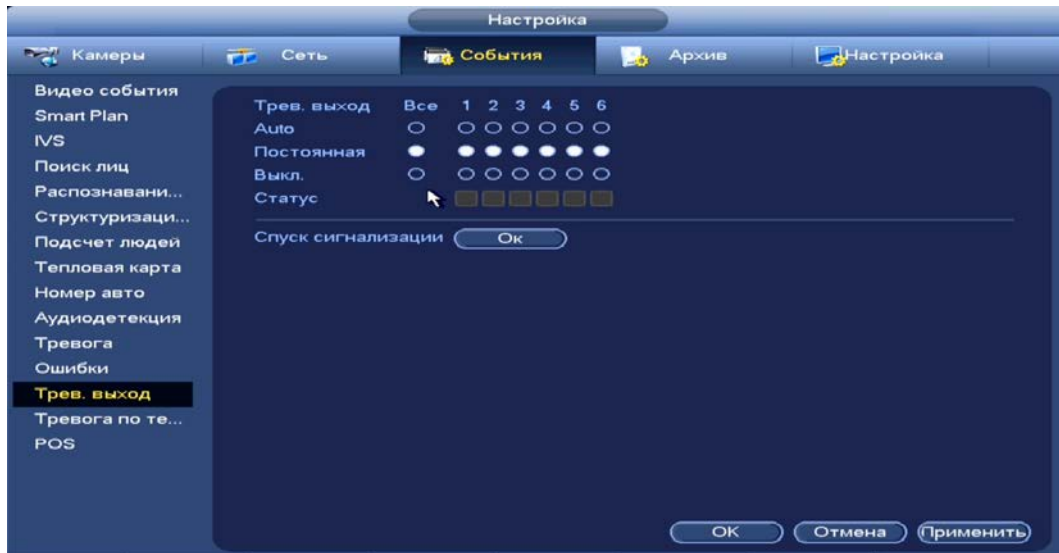 Настройка
Камеры Сеть События Архив Настройка
Видео события
Smart Plan
IVS
Поиск лиц
Распознавани...
Структуризаци...
Подсчет людей
Тепловая карта
Номер авто
Аудиодетекция
Тревога
Ошибки
Трев. выход
Тревога по те...
POS
Трев. выход Все 1 2 3 4 5 6
Auto
Постоянная
Выкл.
Статус
Спуск сигнализации Ок
OK Отмена Применить